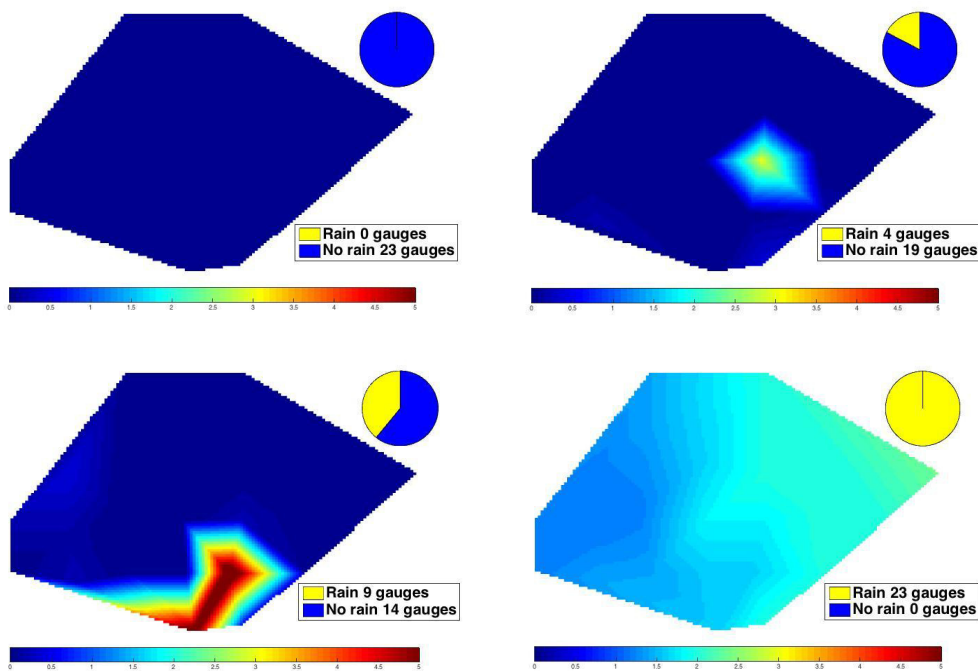 Rain 0 gauges
No rain 23 gauges
0 0.5 1 1.5 2 2.5 3 3.5 4 4.5 5
Rain 4 gauges
No rain 19 gauges
0 0.5 1 1.5 2 2.5 3 3.5 4 4.5 5
Rain 9 gauges
No rain 14 gauges
0 0.5 1 1.5 2 2.5 3 3.5 4 4.5 5
Rain 23 gauges
No rain 0 gauges
0 0.5 1 1.5 2 2.5 3 3.5 4 4.5 5